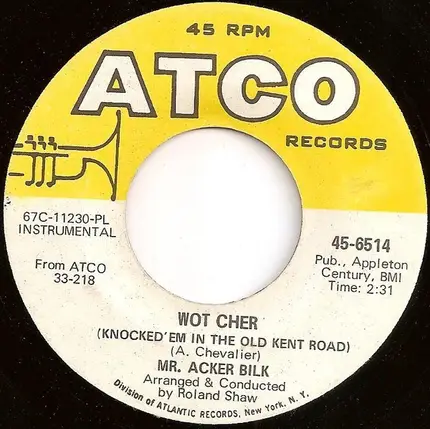 45 RPM
ATCO
RECORDS
67C-11230-PL
INSTRUMENTAL
From ATCO
33-218
45-6514
Pub., Appleton
Century, BMI
Time: 2:31
WOT CHER
(KNOCKED'EM IN THE OLD KENT ROAD)
(A. Chevalier)
MR. ACKER BILK
Arranged & Conducted
by Roland Shaw
Division of ATLANTIC RECORDS, New York, N. Y.